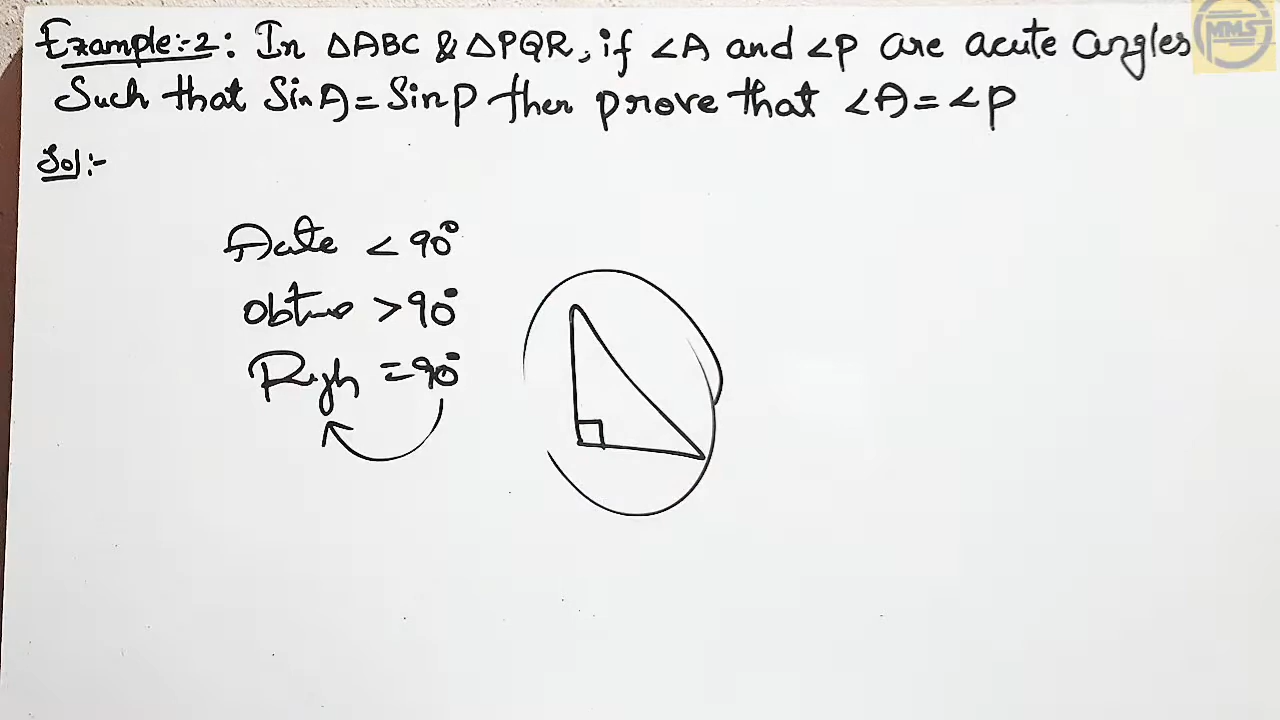 Example:-2: In △ABC & △PQR, if ∠A and ∠P are acute angles
Such that SinA = SinP then prove that ∠A = ∠P
Sol:-
Acute < 90°
Obtuse > 90°
Righ = 90°
MMS